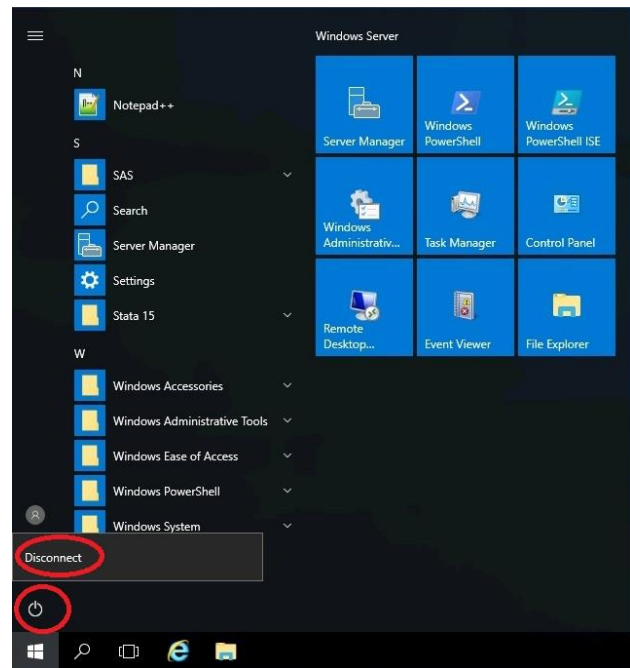 Windows Server
N
Notepad++
S
SAS
Search
Server Manager
Settings
Stata 15
W
Windows Accessories
Windows Administrative Tools
Windows Ease of Access
Windows PowerShell
Windows System
Disconnect
Server Manager
Windows
PowerShell
Windows
PowerShell ISE
Windows
Administrativ...
Task Manager
Control Panel
Remote
Desktop...
Event Viewer
File Explorer